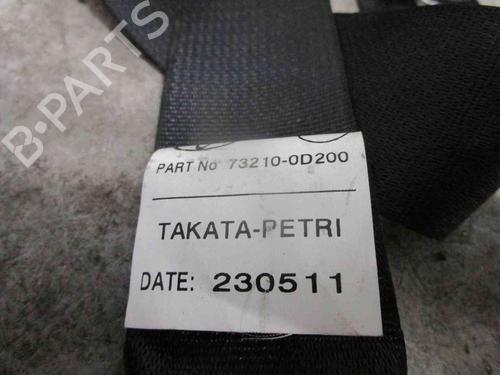 B-PARTS
PART No 73210-0D200
TAKATA-PETRI
DATE: 230511